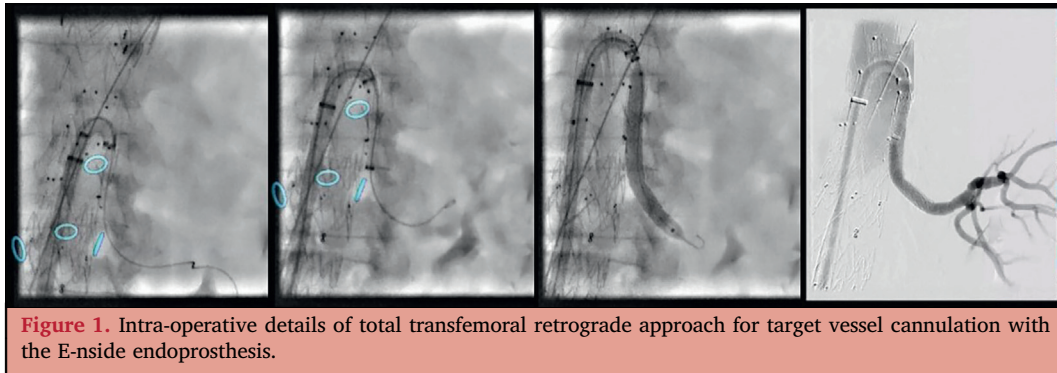 Figure 1. Intra-operative details of total transfemoral retrograde approach for target vessel cannulation with
the E-nside endoprosthesis.